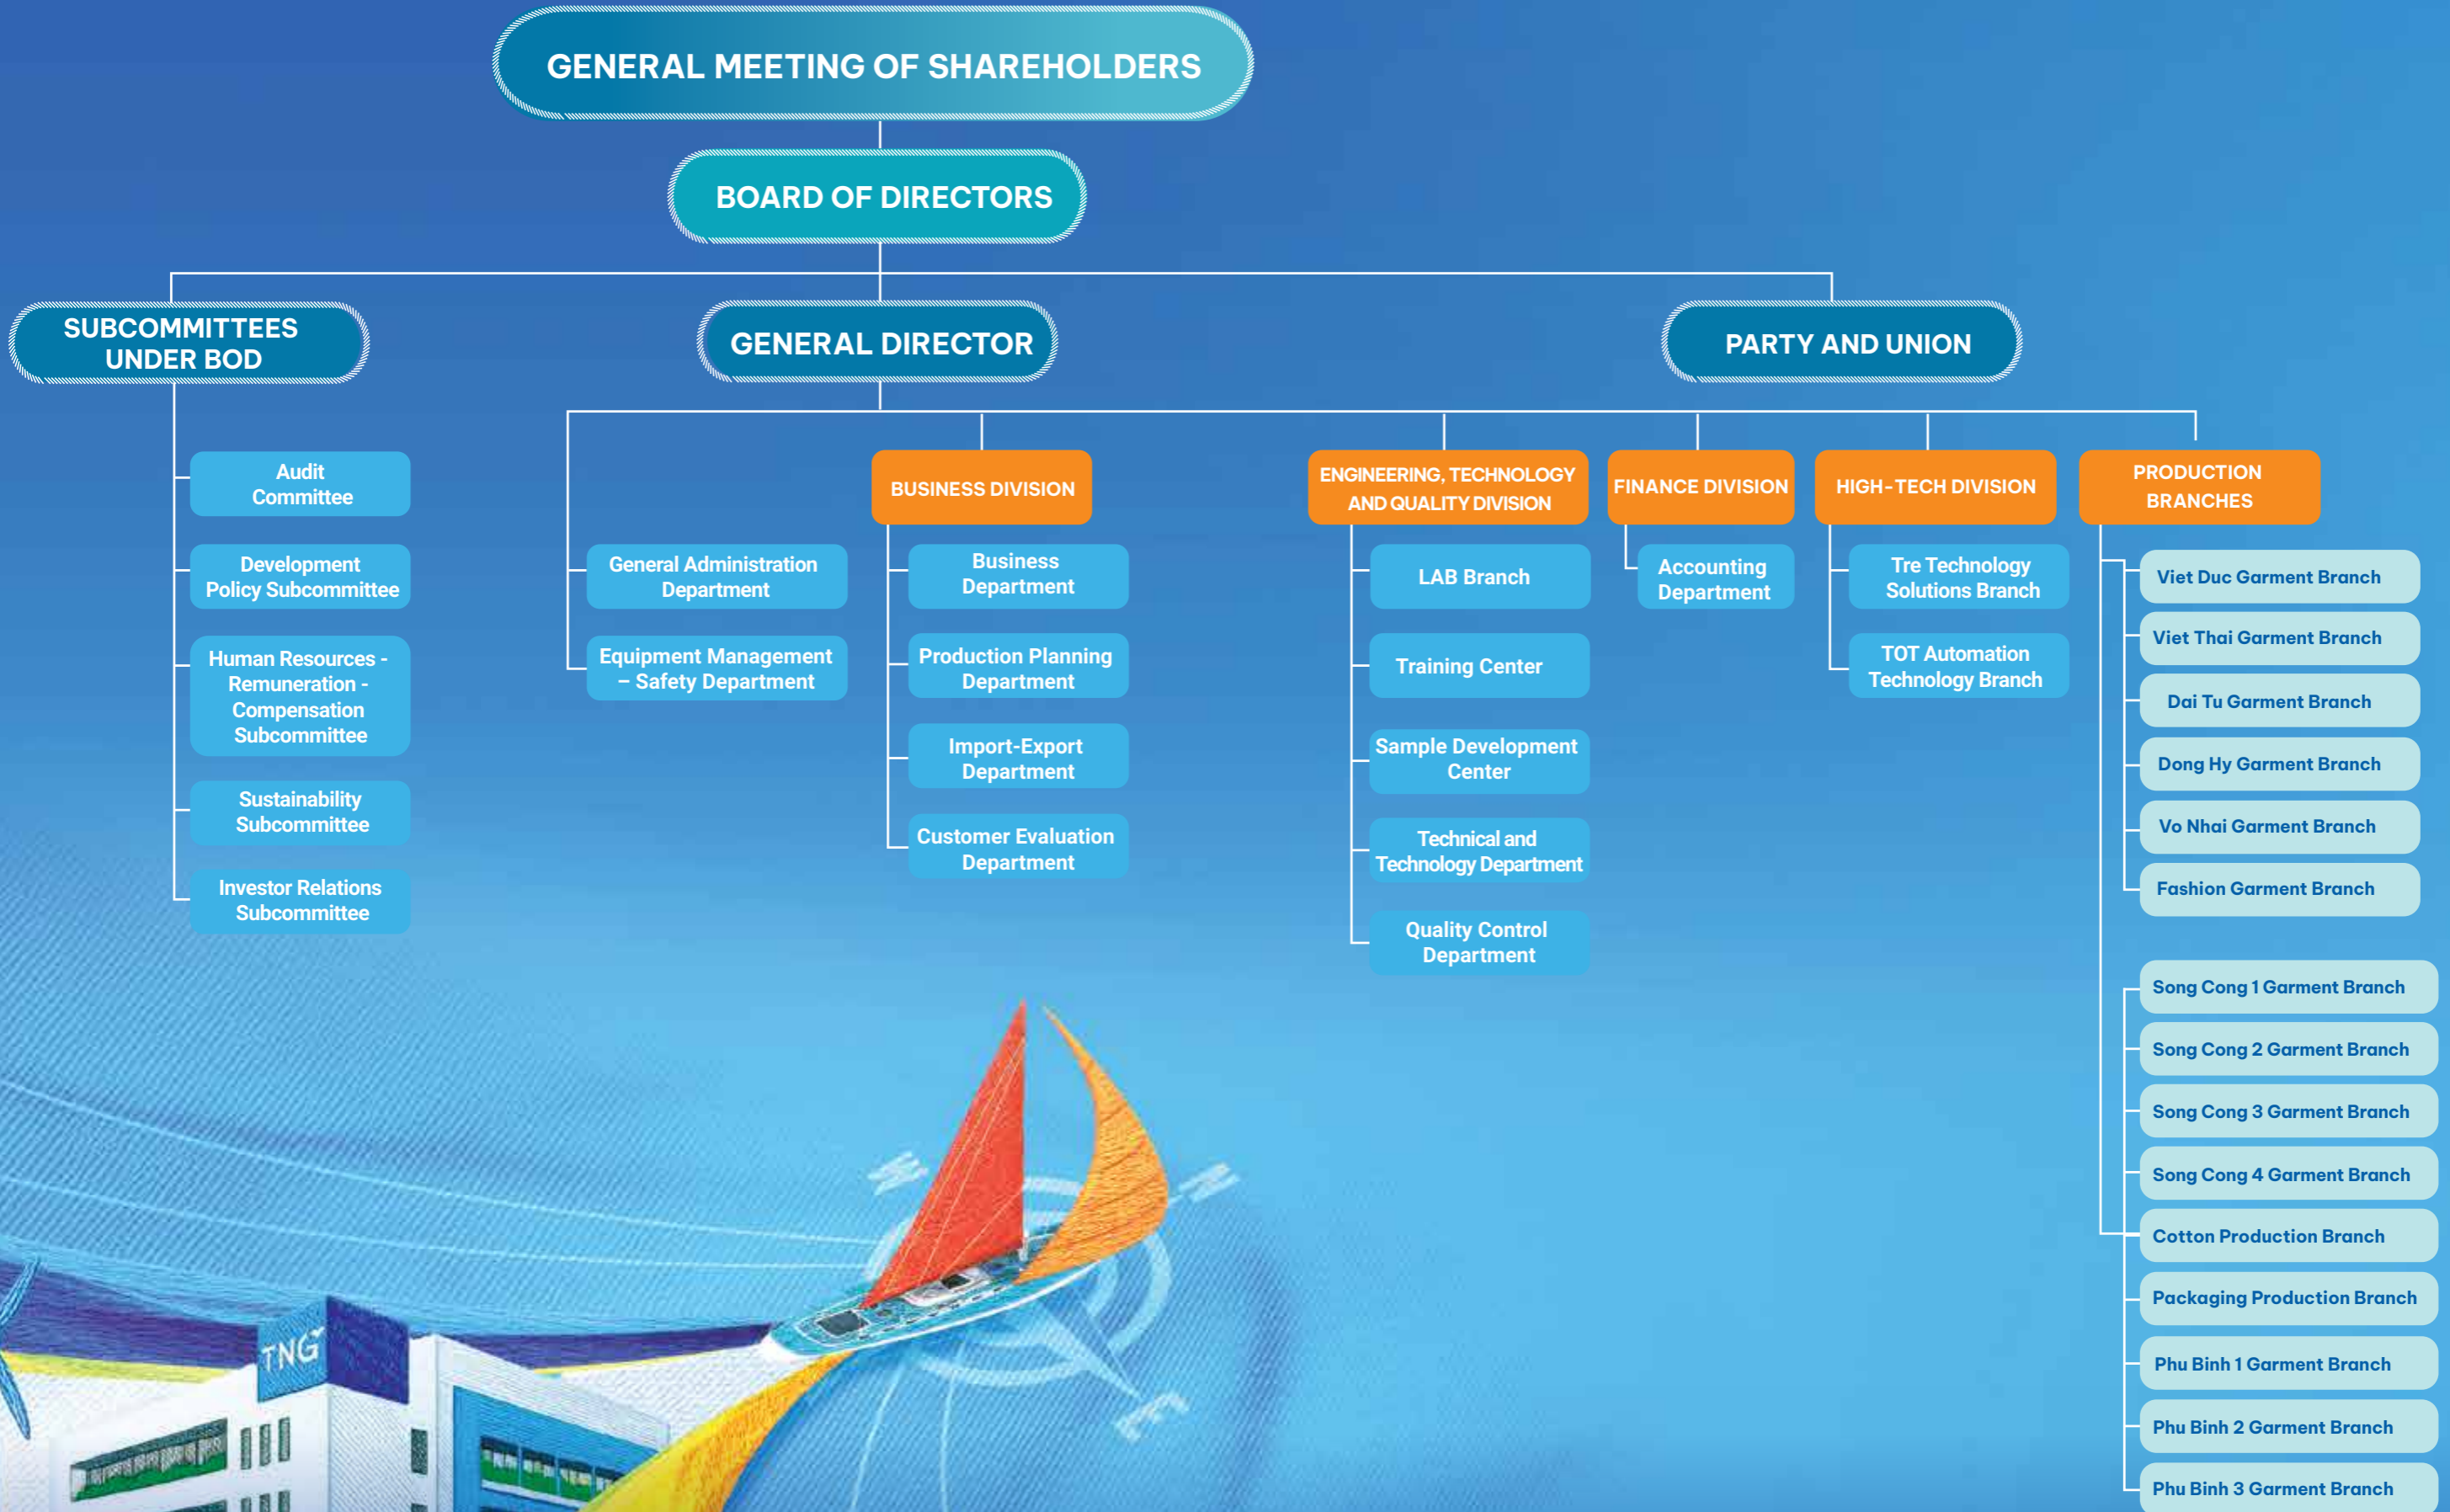 GENERAL MEETING OF SHAREHOLDERS
BOARD OF DIRECTORS
SUBCOMMITTEES
UNDER BOD
GENERAL DIRECTOR
PARTY AND UNION
Audit
Committee
Development
Policy Subcommittee
Human Resources -
Remuneration -
Compensation
Subcommittee
Sustainability
Subcommittee
Investor Relations
Subcommittee
General Administration
Department
Equipment Management
– Safety Department
BUSINESS DIVISION
Business
Department
Production Planning
Department
Import-Export
Department
Customer Evaluation
Department
ENGINEERING, TECHNOLOGY
AND QUALITY DIVISION
LAB Branch
Training Center
Sample Development
Center
Technical and
Technology Department
Quality Control
Department
FINANCE DIVISION
Accounting
Department
HIGH-TECH DIVISION
Tre Technology
Solutions Branch
TOT Automation
Technology Branch
PRODUCTION
BRANCHES
Viet Duc Garment Branch
Viet Thai Garment Branch
Dai Tu Garment Branch
Dong Hy Garment Branch
Vo Nhai Garment Branch
Fashion Garment Branch
Song Cong 1 Garment Branch
Song Cong 2 Garment Branch
Song Cong 3 Garment Branch
Song Cong 4 Garment Branch
Cotton Production Branch
Packaging Production Branch
Phu Binh 1 Garment Branch
Phu Binh 2 Garment Branch
Phu Binh 3 Garment Branch
W
N
E
TNG